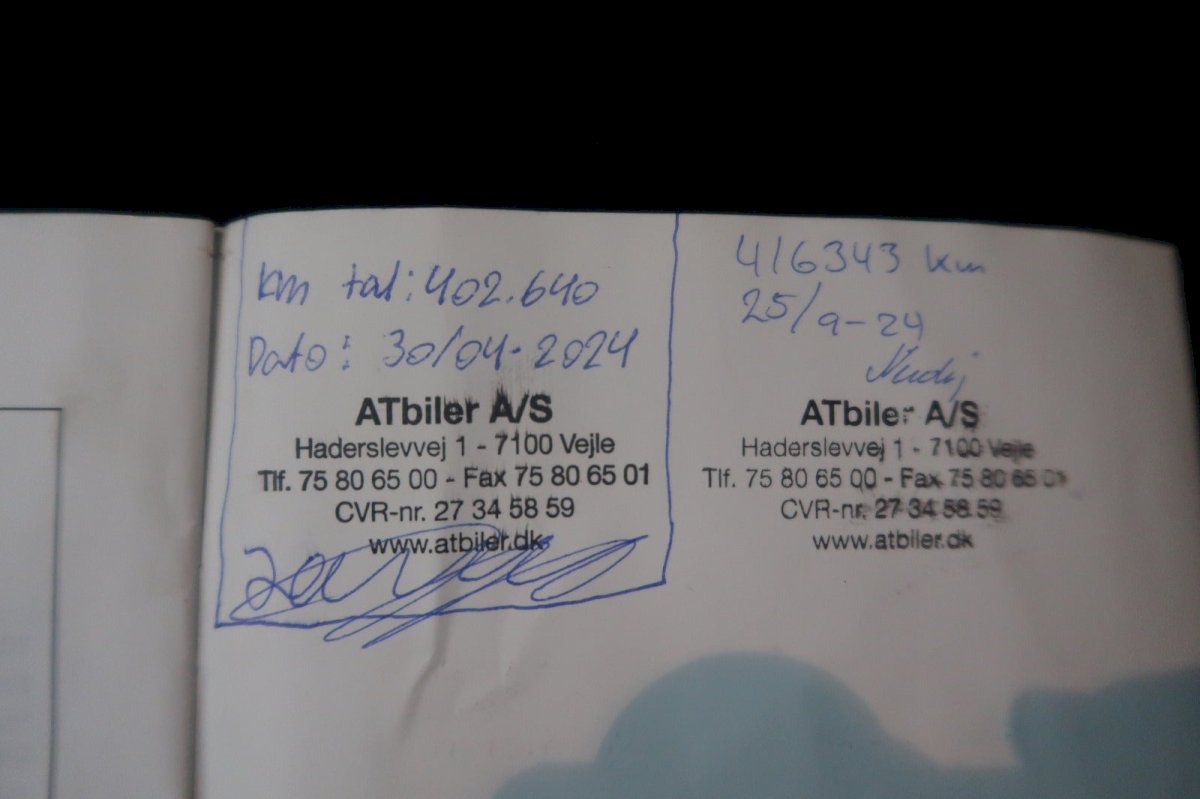 km tal: 402.640
Dato: 30/04-2024
ATbiler A/S
Haderslevvej 1 - 7100 Vejle
Tlf. 75 80 65 00 - Fax 75 80 65 01
CVR-nr. 27 34 58 59
www.atbiler.dk
416343 km
25/9-24
ATbiler A/S
Haderslevvej 1 - 7100 Vejle
Tlf. 75 80 65 00 - Fax 75 80 65 01
CVR-nr. 27 34 58 59
www.atbiler.dk